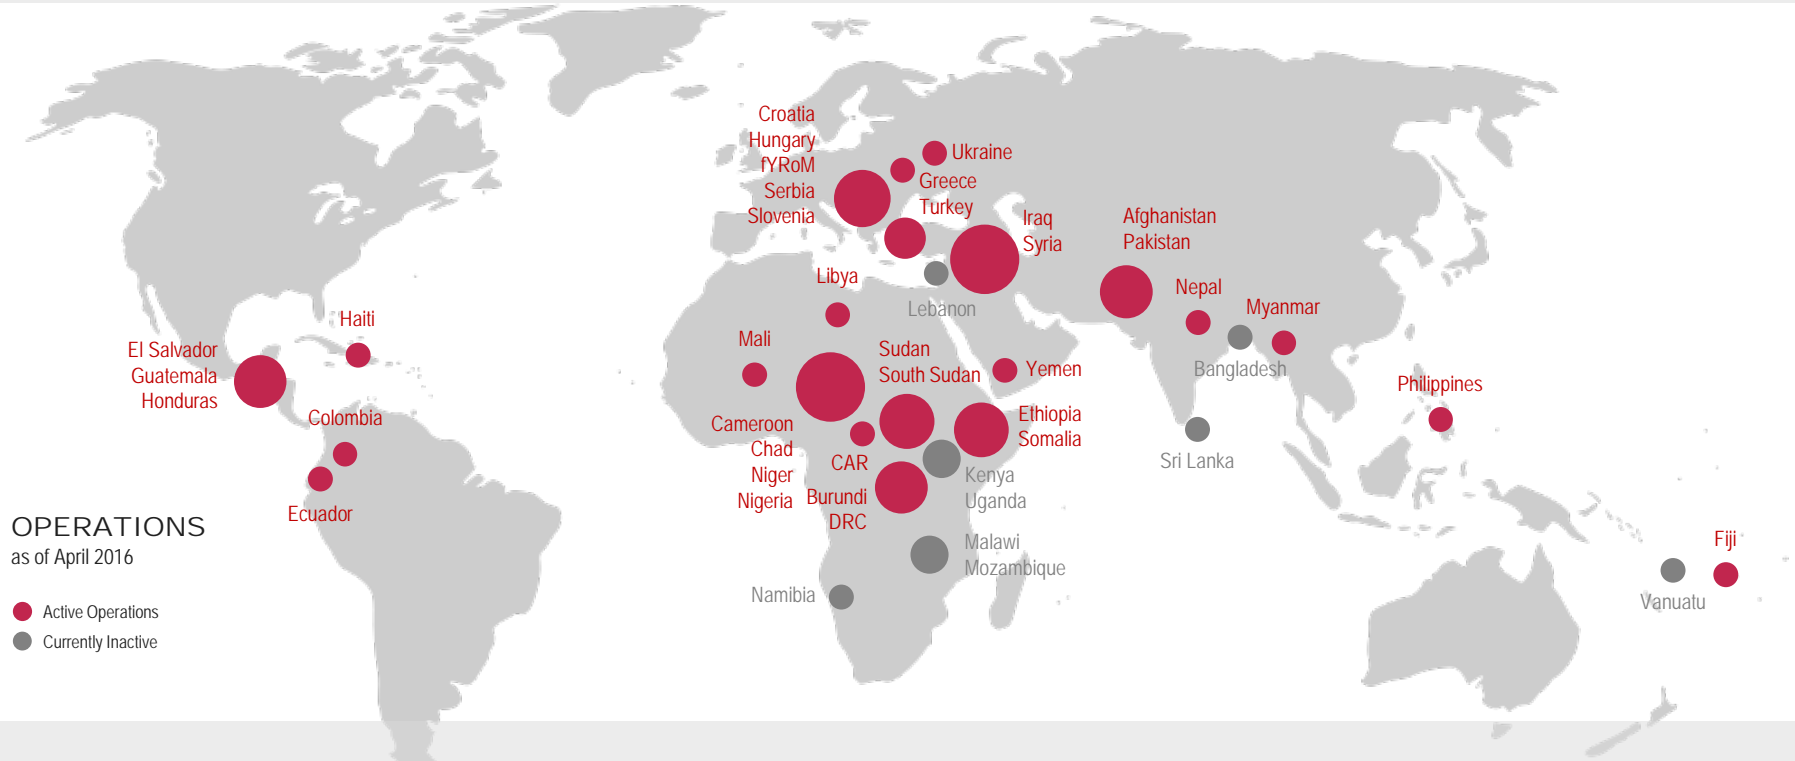 Croatia
Hungary
fYRoM
Serbia
Slovenia
Ukraine
Greece
Turkey
Iraq
Syria
Afghanistan
Pakistan
Libya
Lebanon
Nepal
Myanmar
Bangladesh
Haiti
El Salvador
Guatemala
Honduras
Colombia
Ecuador
Mali
Sudan
South Sudan
Yemen
Ethiopia
Somalia
Cameroon
Chad
Niger
Nigeria
CAR
Burundi
DRC
Kenya
Uganda
Malawi
Mozambique
Namibia
Sri Lanka
Philippines
Fiji
Vanuatu
OPERATIONS
as of April 2016
Active Operations
Currently Inactive